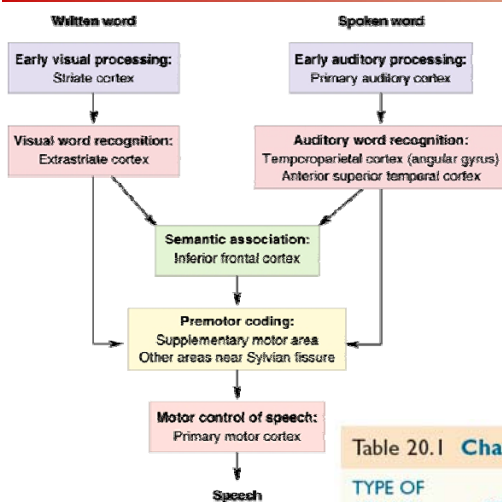 Written word
Spoken word
Early visual processing:
Striate cortex
Early auditory processing:
Primary auditory cortex
Visual word recognition:
Extrastriate cortex
Auditory word recognition:
Temporoparietal cortex (angular gyrus)
Anterior superior temporal cortex
Semantic association:
Inferior frontal cortex
Premotor coding:
Supplementary motor area
Other areas near Sylvian fissure
Motor control of speech:
Primary motor cortex
Speech
Table 20.1
TYPE OF